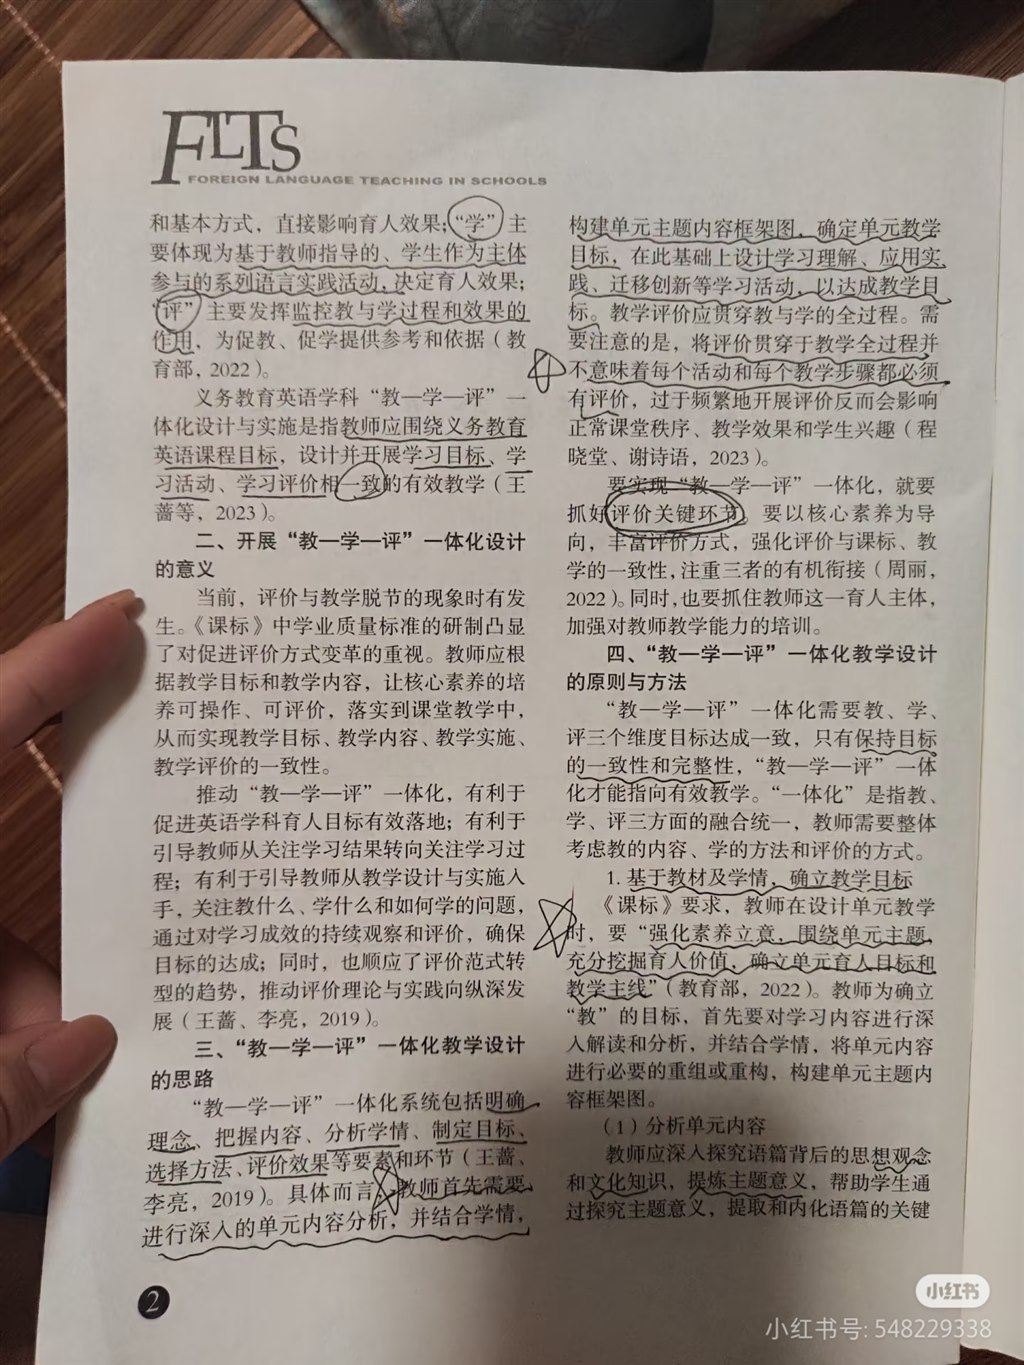 FLTS
FOREIGN LANGUAGE TEACHING IN SCHOOLS
和基本方式，直接影响育人效果；“学”主
要体现为基于教师指导的、学生作为主体
参与的系列语言实践活动，决定育人效果；
“评”主要发挥监控教与学过程和效果的
作用，为促教、促学提供参考和依据（教
育部，2022）。
义务教育英语学科“教—学—评”一
体化设计与实施是指教师应围绕义务教育
英语课程目标，设计并开展学习目标、学
习活动、学习评价相一致的有效教学（王
蔷等，2023）。
二、开展“教—学—评”一体化设计
的意义
当前，评价与教学脱节的现象时有发
生。《课标》中学业质量标准的研制凸显
了对促进评价方式变革的重视。教师应根
据教学目标和教学内容，让核心素养的培
养可操作、可评价，落实到课堂教学中，
从而实现教学目标、教学内容、教学实施、
教学评价的一致性。
推动“教—学—评”一体化，有利于
促进英语学科育人目标有效落地；有利于
引导教师从关注学习结果转向关注学习过
程；有利于引导教师从教学设计与实施入
手，关注教什么、学什么和如何学的问题，
通过对学习成效的持续观察和评价，确保
目标的达成；同时，也顺应了评价范式转
型的趋势，推动评价理论与实践向纵深发
展（王蔷、李亮，2019）。
三、“教—学—评”一体化教学设计
的思路
“教—学—评”一体化系统包括明确
理念、把握内容、分析学情、制定目标、
选择方法、评价效果等要素和环节（王蔷、
李亮，2019）。具体而言，教师首先需要
进行深入的单元内容分析，并结合学情，
构建单元主题内容框架图，确定单元教学
目标，在此基础上设计学习理解、应用实
践、迁移创新等学习活动，以达成教学目
标。教学评价应贯穿教与学的全过程。需
要注意的是，将评价贯穿于教学全过程并
不意味着每个活动和每个教学步骤都必须
有评价，过于频繁地开展评价反而会影响
正常课堂秩序、教学效果和学生兴趣（程
晓堂、谢诗语，2023）。
要实现“教—学—评”一体化，就要
抓好评价关键环节。要以核心素养为导
向，丰富评价方式，强化评价与课标、教
学的一致性，注重三者的有机衔接（周丽，
2022）。同时，也要抓住教师这一育人主体，
加强对教师教学能力的培训。
四、“教—学—评”一体化教学设计
的原则与方法
“教—学—评”一体化需要教、学、
评三个维度目标达成一致，只有保持目标
的一致性和完整性，“教—学—评”一体
化才能指向有效教学。“一体化”是指教、
学、评三方面的融合统一，教师需要整体
考虑教的内容、学的方法和评价的方式。
1. 基于教材及学情，确立教学目标
《课标》要求，教师在设计单元教学
时，要“强化素养立意，围绕单元主题，
充分挖掘育人价值，确立单元育人目标和
教学主线”（教育部，2022）。教师为确立
“教”的目标，首先要对学习内容进行深
入解读和分析，并结合学情，将单元内容
进行必要的重组或重构，构建单元主题内
容框架图。
（1）分析单元内容
教师应深入探究语篇背后的思想观念
和文化知识，提炼主题意义，帮助学生通
过探究主题意义，提取和内化语篇的关键
2
小红书
小红书号: 548229338